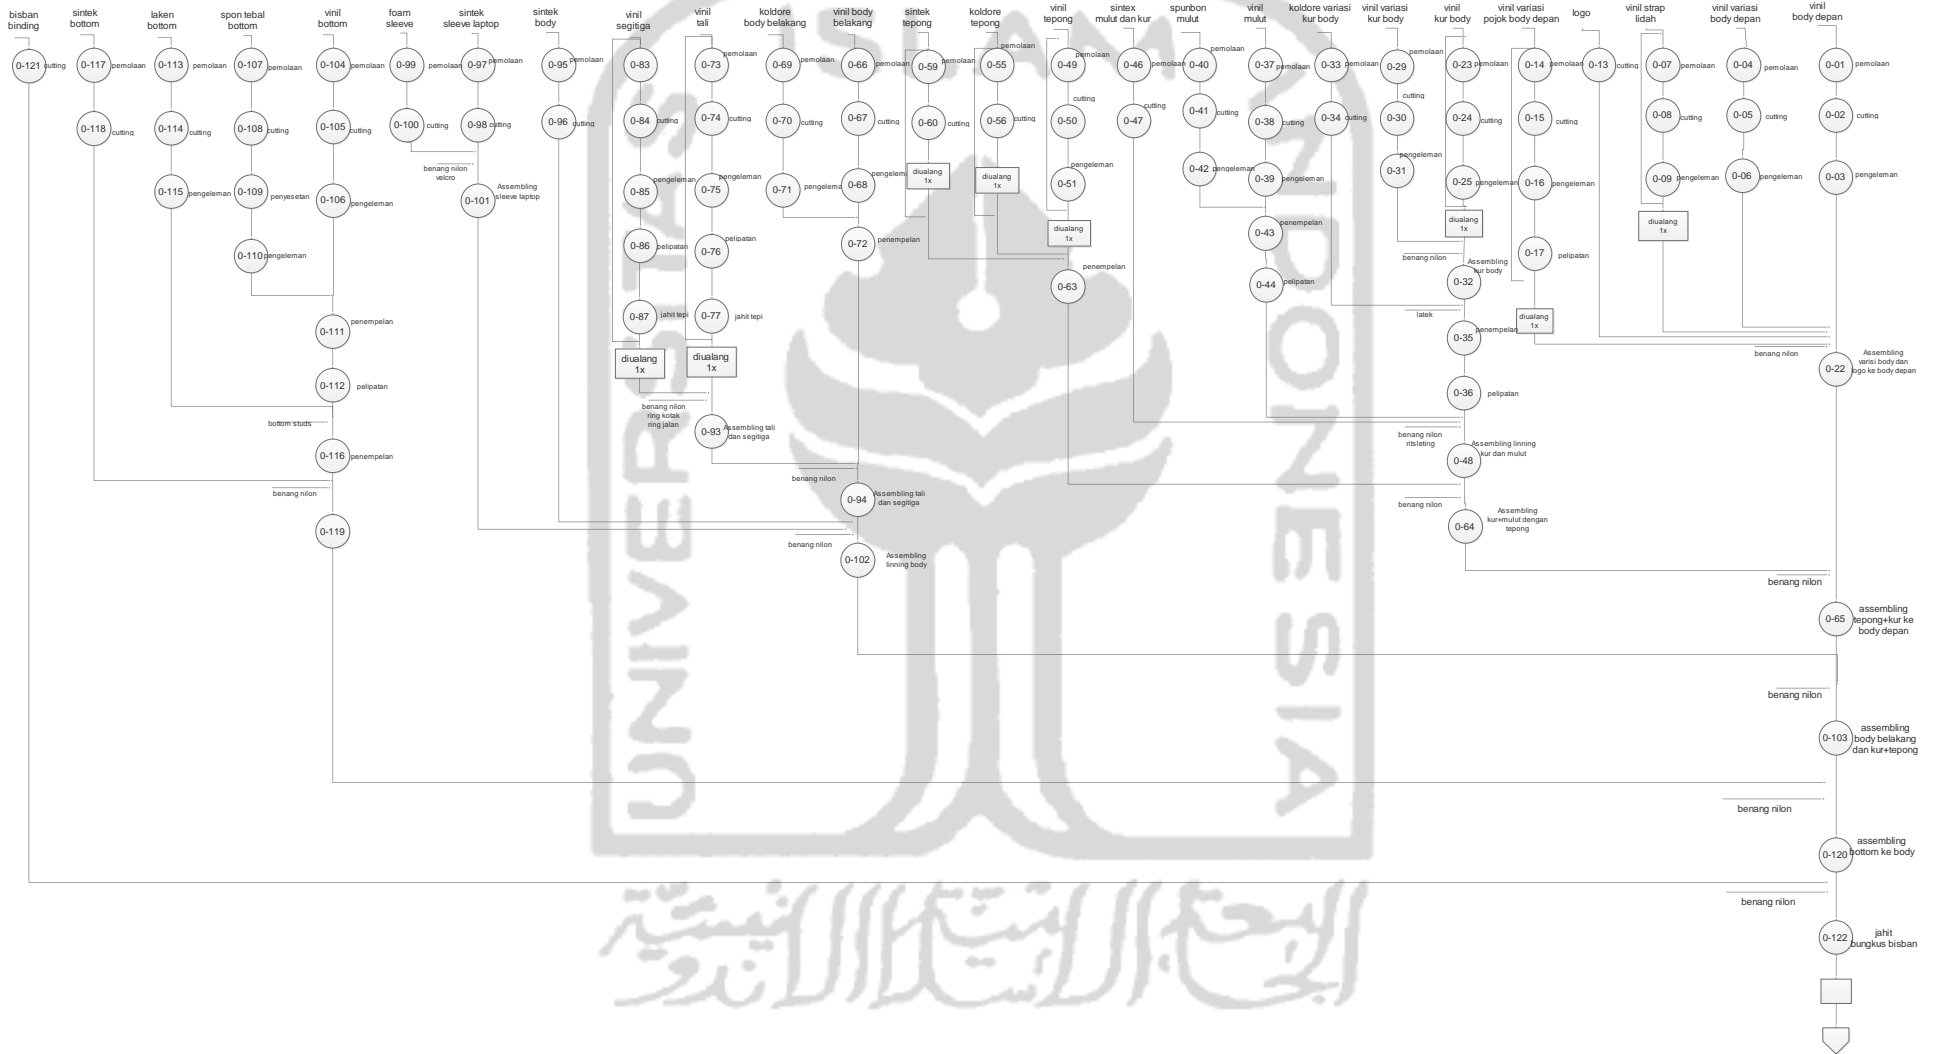 bisban
binding
sintek
bottom
laken
bottom
spon tebal
bottom
vinil
bottom
foam
sleeve
sintek
sleeve laptop
sintek
body
vinil
segitiga
vinil
tali
koldore
body belakang
vinil body
belakang
sintek
tepong
koldore
tepong
vinil
tepong
sintex
mulut dan kur
spunbon
mulut
vinil
mulut
koldore variasi
kur body
vinil variasi
kur body
vinil
kur body
vinil variasi
pojok body depan
logo
vinil strap
lidah
vinil variasi
body depan
vinil
body depan
0-121 cutting
0-117 pemolaan
0-118 cutting
0-113 pemolaan
0-114 cutting
0-115 pengeleman
0-107 pemolaan
0-108 cutting
0-109 penyesetan
0-110 pengeleman
0-104 pemolaan
0-105 cutting
0-106 pengeleman
0-111 penempelan
0-112 pelipatan
bottom studs
0-116 penempelan
benang nilon
0-119
0-99 pemolaan
0-100 cutting
0-97 pemolaan
0-98 cutting
benang nilon
velcro
0-101
Assembling
sleeve laptop
0-95 pemolaan
0-96 cutting
0-83
0-84 cutting
0-85 pengeleman
0-86 pelipatan
0-87 jahit tepi
diualang
1x
0-73 pemolaan
0-74 cutting
0-75 pengeleman
0-76 pelipatan
0-77 jahit tepi
diualang
1x
benang nilon
ring kotak
ring jalan
0-93
Assembling tali
dan segitiga
0-69 pemolaan
0-70 cutting
0-71 pengelema
0-66 pemolaan
0-67 cutting
0-68 pengelem
0-72 penempelan
benang nilon
0-94
Assembling tali
dan segitiga
benang nilon
0-102
Assembling
linning body
0-59 pemolaan
0-60 cutting
diualang
1x
0-55 pemolaan
0-56 cutting
diualang
1x
0-49 pemolaan
cutting
0-50
0-51 pengeleman
diualang
1x
0-63 penempelan
0-46 pemolaan
0-47 cutting
0-40 pemolaan
0-41 cutting
0-42 pengeleman
0-37 pemolaan
0-38 cutting
0-39 pengeleman
0-43 penempelan
0-44 pelipatan
0-33 pemolaan
0-34 cutting
0-29 pemolaan
cutting
0-30
0-31 pengeleman
0-23 pemolaan
0-24 cutting
0-25 pengeleman
diualang
1x
benang nilon
0-32
Assembling
kur body
latek
0-35 penempelan
0-36 pelipatan
benang nilon
ritsleting
0-48
Assembling linning
kur dan mulut
benang nilon
0-64
Assembling
kur+mulut dengan
tepong
0-14 pemolaan
0-15 cutting
0-16 pengeleman
0-17 pelipatan
diualang
1x
0-13 cutting
0-07 pemolaan
0-08 cutting
0-09 pengeleman
diualang
1x
0-04 pemolaan
0-05 cutting
0-06 pengeleman
0-01 pemolaan
0-02 cutting
0-03 pengeleman
benang nilon
0-22
Assembling
varisi body dan
logo ke body depan
benang nilon
0-65
assembling
tepong+kur ke
body depan
benang nilon
0-103
assembling
body belakang
dan kur+tepong
benang nilon
0-120
assembling
bottom ke body
benang nilon
0-122
jahit
bungkus bisban
ISLAM
UNIVERSITAS
INDONESIA